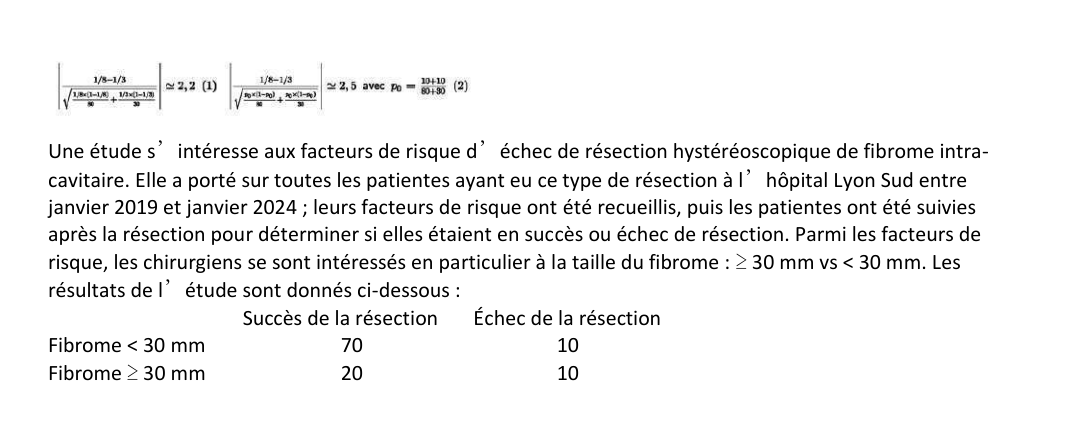 | (1/8−1/3) / √( 1/8×(1−1/8)/80 + 1/3×(1−1/3)/30 ) | ≃ 2,2 (1) | (1/8−1/3) / √( p₀×(1−p₀)/80 + p₀×(1−p₀)/30 ) | ≃ 2,5 avec p₀ = (10+10)/(80+30) (2)
Une étude s’intéresse aux facteurs de risque d’échec de résection hystéréoscopique de fibrome intra-
cavitaire. Elle a porté sur toutes les patientes ayant eu ce type de résection à l’hôpital Lyon Sud entre
janvier 2019 et janvier 2024 ; leurs facteurs de risque ont été recueillis, puis les patientes ont été suivies
après la résection pour déterminer si elles étaient en succès ou échec de résection. Parmi les facteurs de
risque, les chirurgiens se sont intéressés en particulier à la taille du fibrome : ≥ 30 mm vs < 30 mm. Les
résultats de l’étude sont donnés ci-dessous :
Succès de la résection Échec de la résection
Fibrome < 30 mm 70 10
Fibrome ≥ 30 mm 20 10